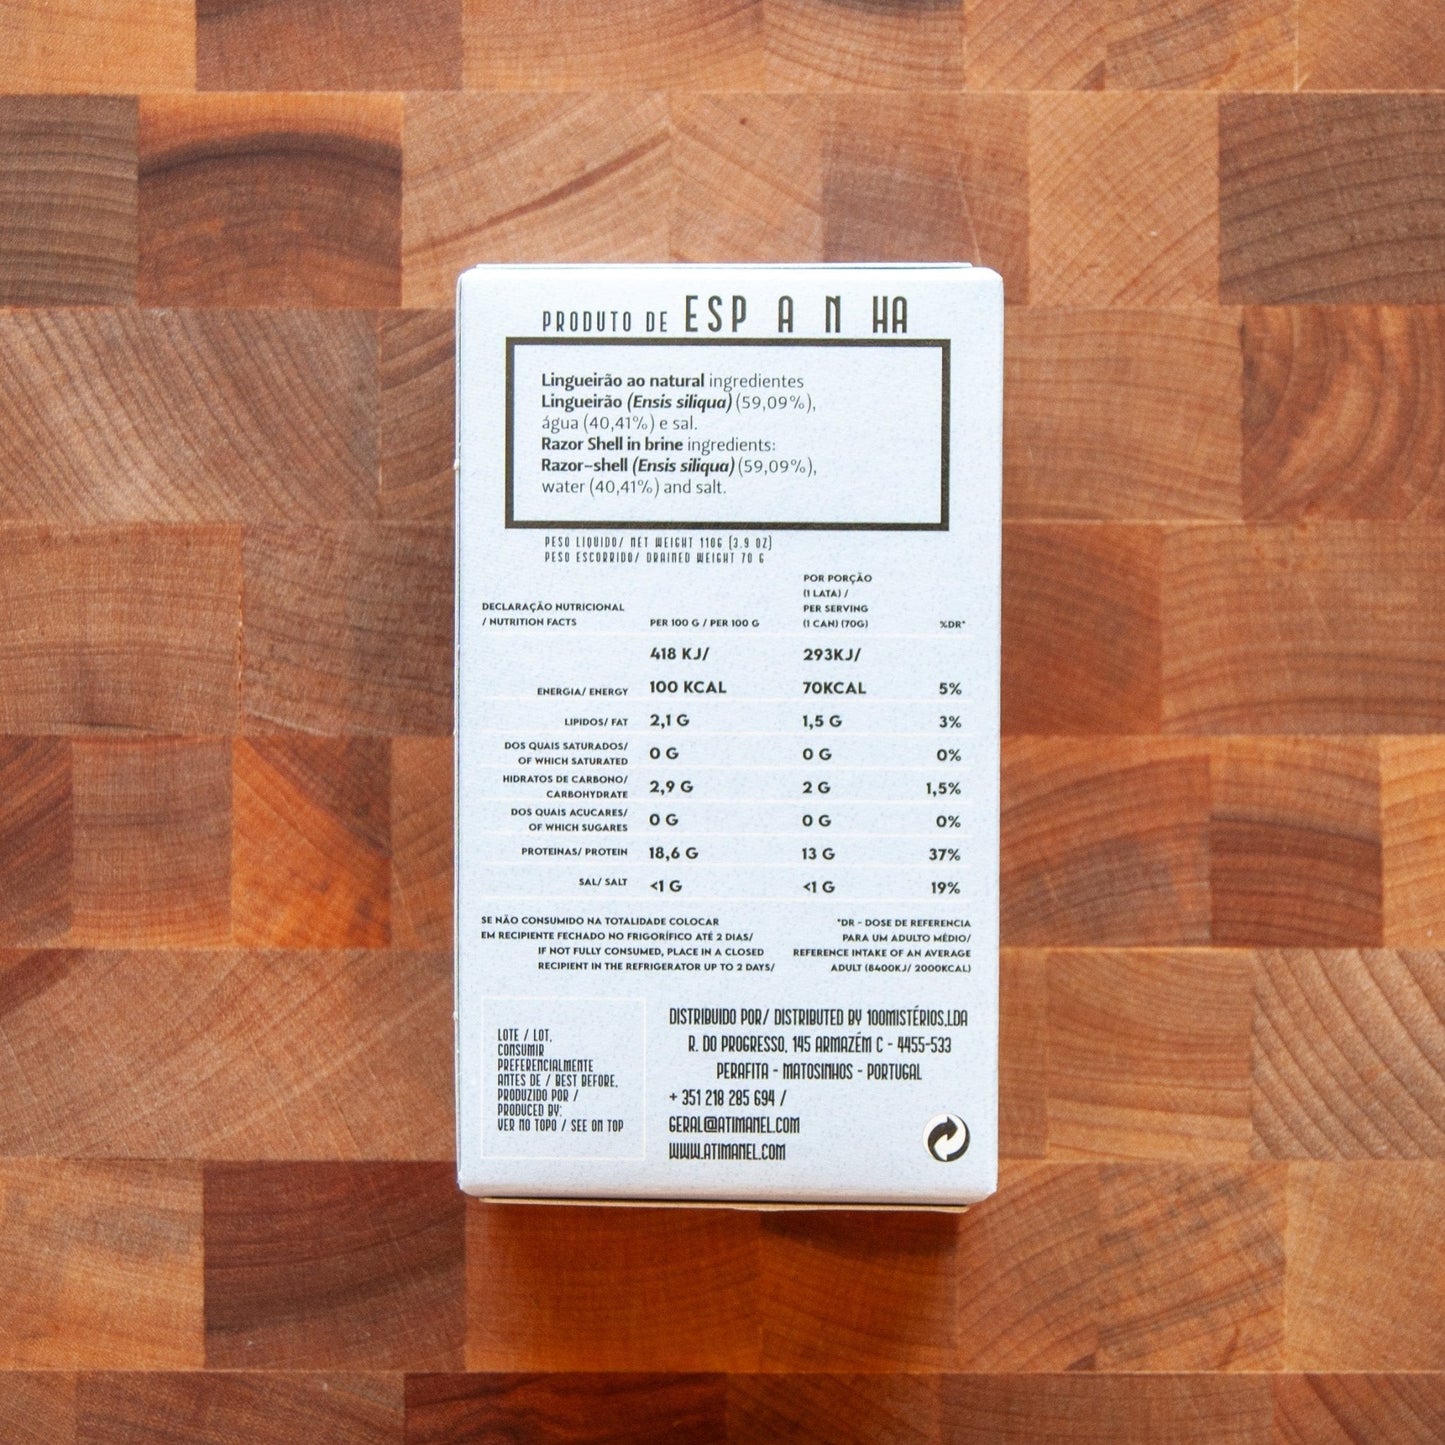 PRODUTO DE ESPANHA
Lingueirão ao natural ingredientes
Lingueirão (Ensis siliqua) (59,09%),
água (40,41%) e sal.
Razor Shell in brine ingredients:
Razor-shell (Ensis siliqua) (59,09%),
water (40,41%) and salt.
PESO LIQUIDO/ NET WEIGHT 110G (3.9 OZ)
PESO ESCORRIDO/ DRAINED WEIGHT 70 G
DECLARAÇÃO NUTRICIONAL
/ NUTRITION FACTS
PER 100 G / PER 100 G
POR PORÇÃO
(1 LATA) /
PER SERVING
(1 CAN) (70G)
%DR*
418 KJ/ 293KJ/
ENERGIA/ ENERGY 100 KCAL 70KCAL 5%
LIPIDOS/ FAT 2,1 G 1,5 G 3%
DOS QUAIS SATURADOS/
OF WHICH SATURATED 0 G 0 G 0%
HIDRATOS DE CARBONO/
CARBOHYDRATE 2,9 G 2 G 1,5%
DOS QUAIS ACUCARES/
OF WHICH SUGARES 0 G 0 G 0%
PROTEINAS/ PROTEIN 18,6 G 13 G 37%
SAL/ SALT <1 G <1 G 19%
SE NÃO CONSUMIDO NA TOTALIDADE COLOCAR
EM RECIPIENTE FECHADO NO FRIGORÍFICO ATÉ 2 DIAS/
IF NOT FULLY CONSUMED, PLACE IN A CLOSED
RECIPIENT IN THE REFRIGERATOR UP TO 2 DAYS/
*DR - DOSE DE REFERENCIA
PARA UM ADULTO MÉDIO/
REFERENCE INTAKE OF AN AVERAGE
ADULT (8400KJ/ 2000KCAL)
LOTE / LOT,
CONSUMIR
PREFERENCIALMENTE
ANTES DE / BEST BEFORE,
PRODUZIDO POR /
PRODUCED BY:
VER NO TOPO / SEE ON TOP
DISTRIBUIDO POR/ DISTRIBUTED BY 100MISTÉRIOS,LDA
R. DO PROGRESSO, 145 ARMAZÉM C - 4455-533
PERAFITA - MATOSINHOS - PORTUGAL
+ 351 218 285 694 /
GERAL@ATIMANEL.COM
WWW.ATIMANEL.COM